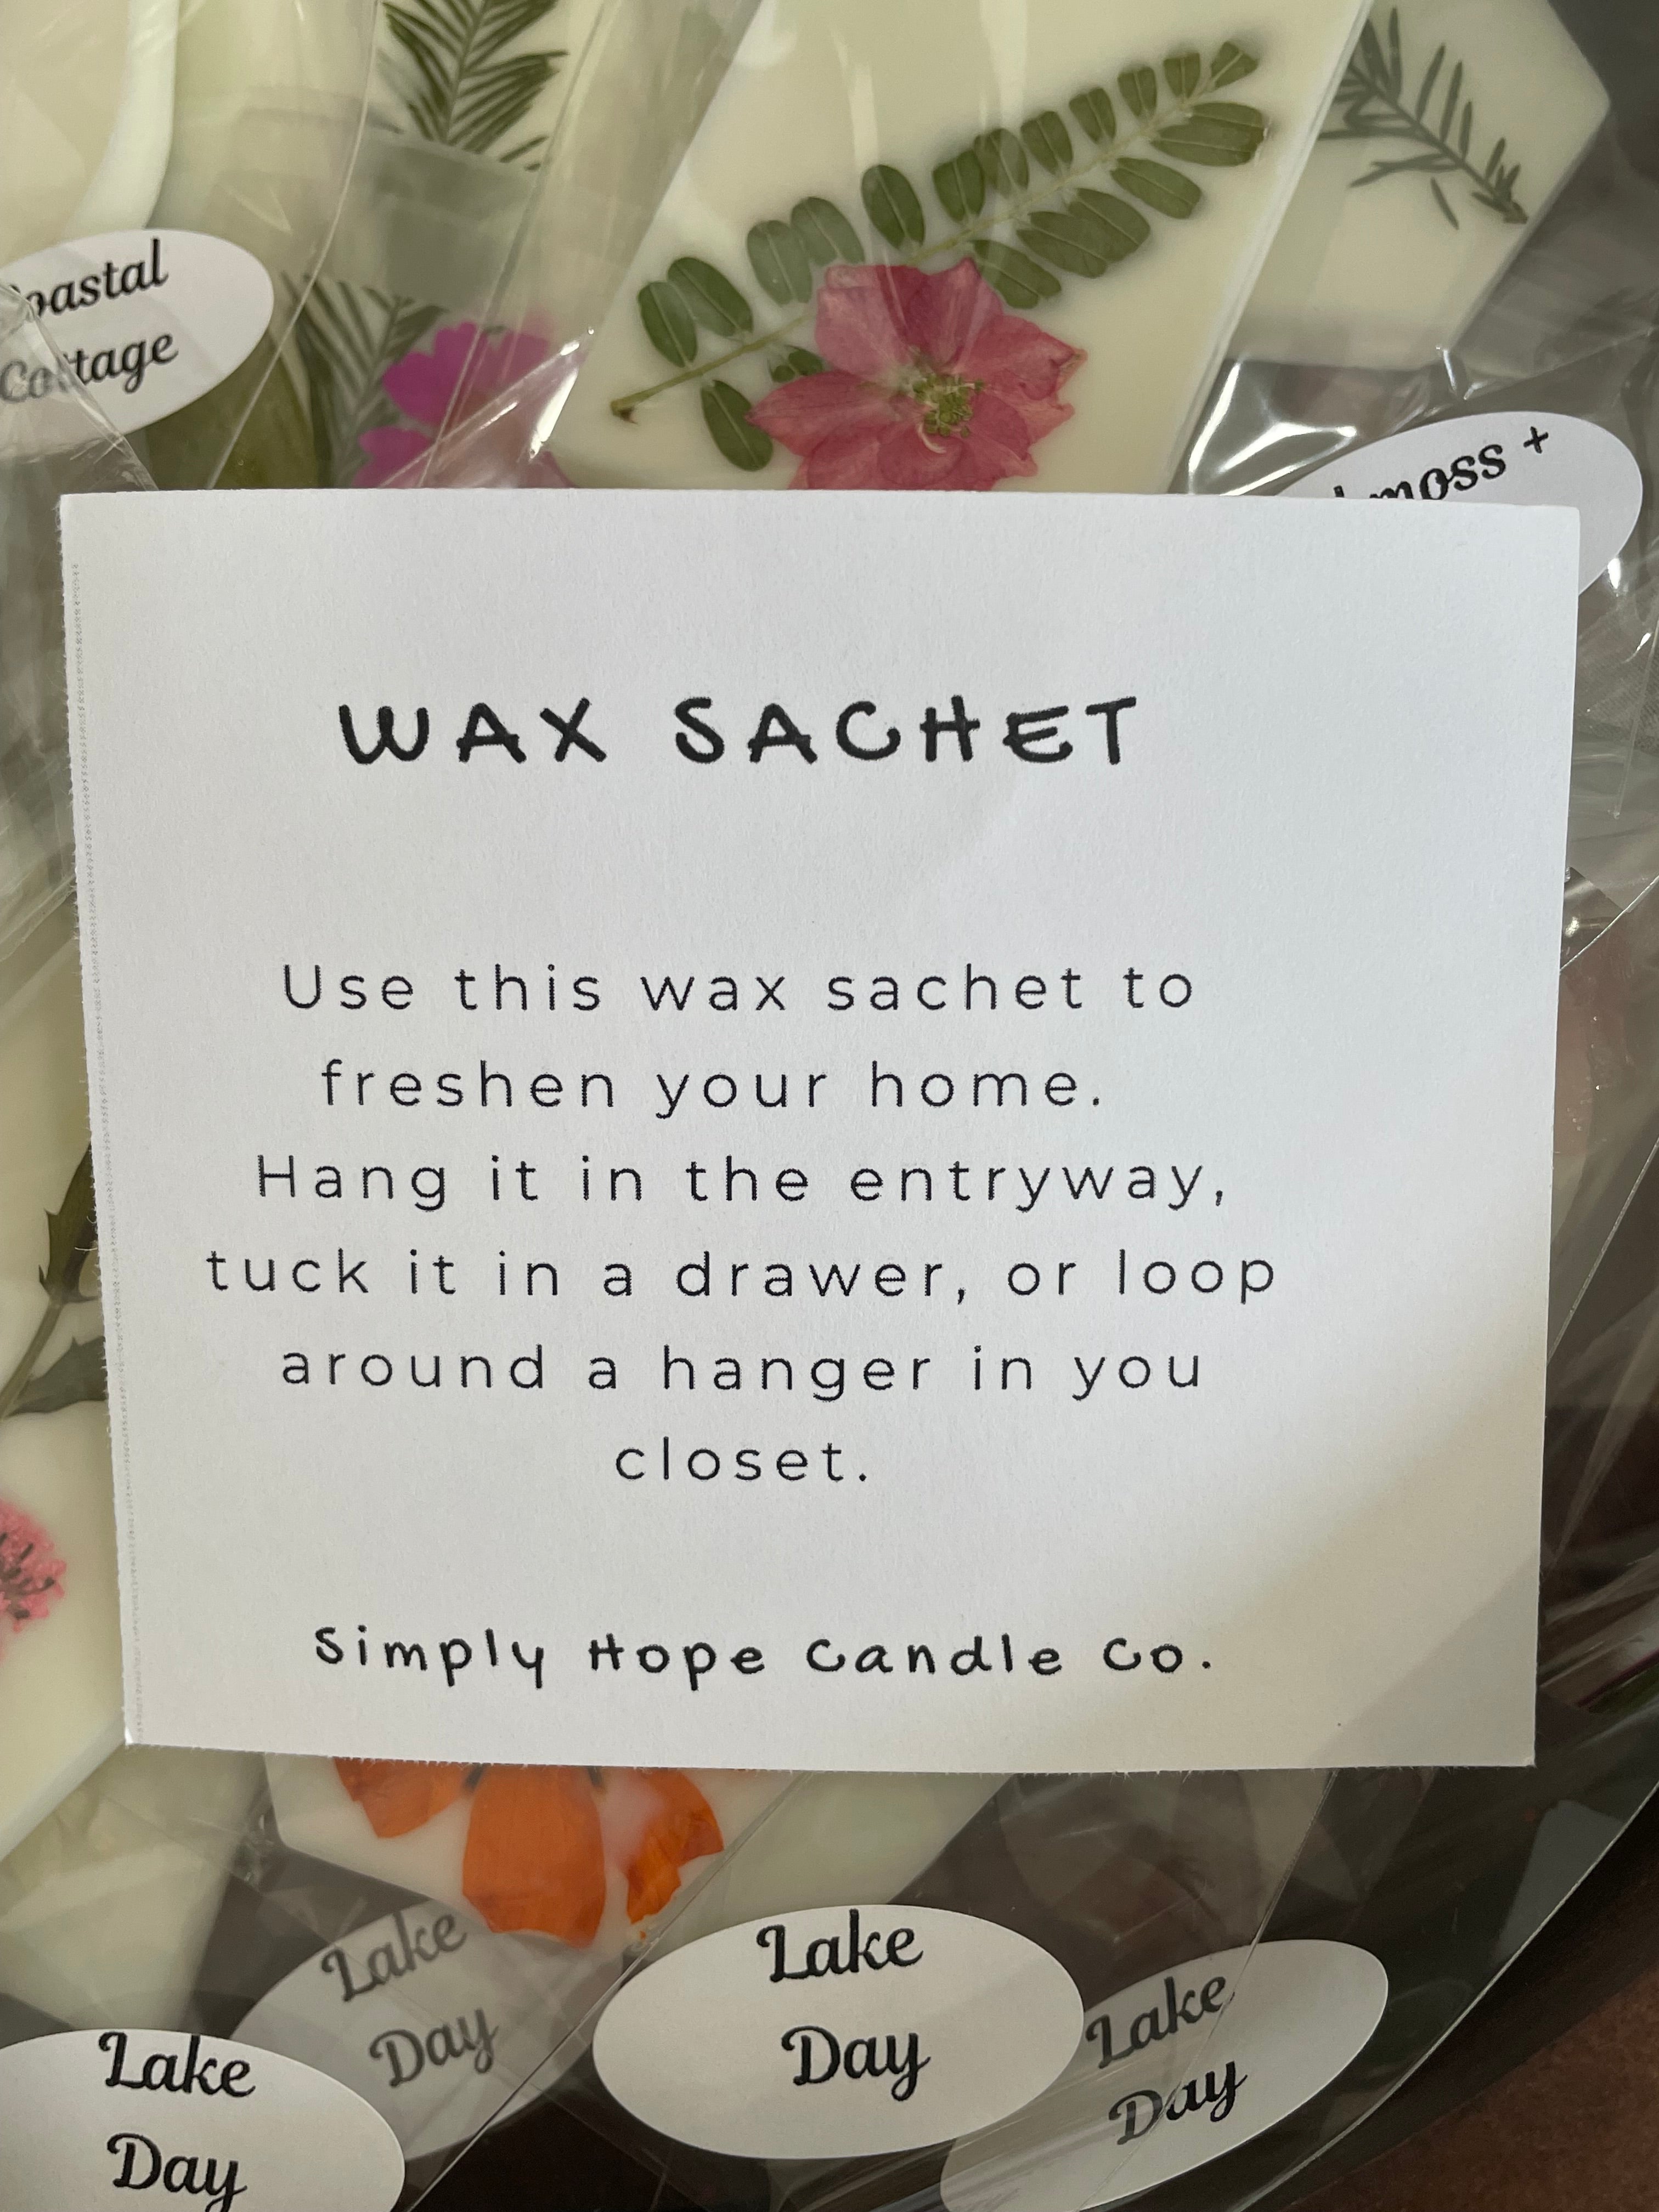 Cottage
moss +
WAX SACHET
Use this wax sachet to
freshen your home.
Hang it in the entryway,
tuck it in a drawer, or loop
around a hanger in you
closet.
Simply Hope Candle Co.
Lake
Day
Lake
Day
Lake
Day
Lake
Day